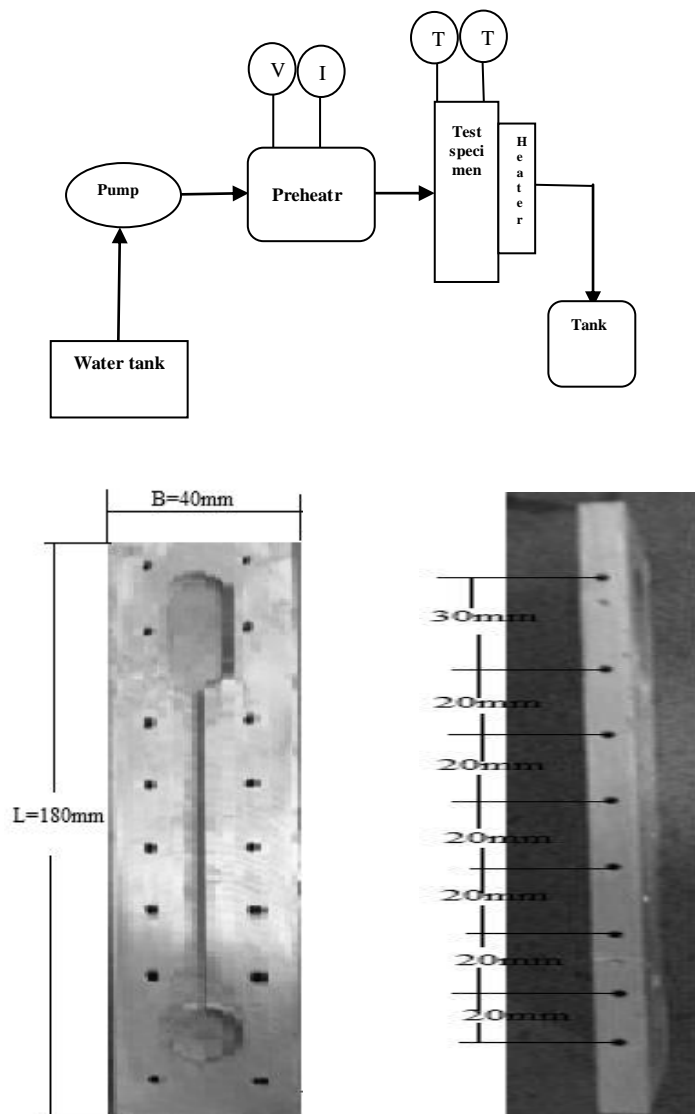 T
T
V
I
Test
speci
men
H
e
a
t
e
r
Pump
Preheatr
Water tank
Tank
B=40mm
L=180mm
30mm
20mm
20mm
20mm
20mm
20mm
20mm